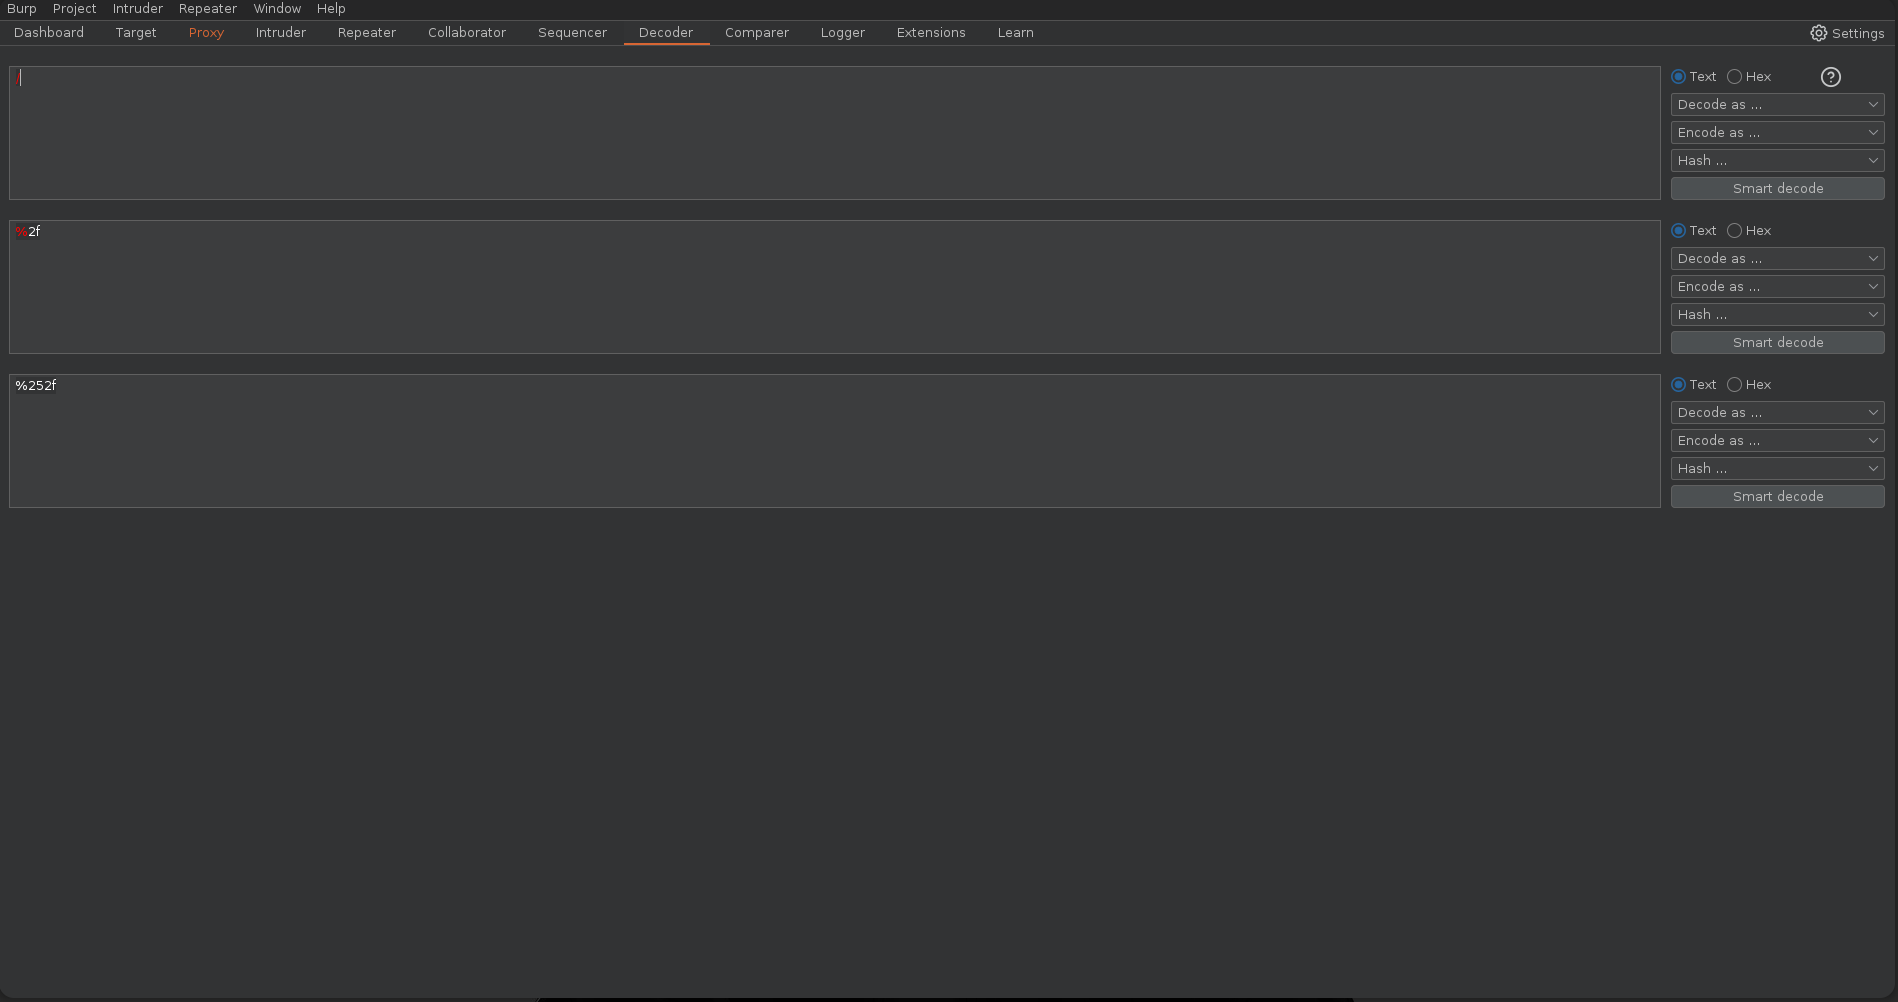 Burp Project Intruder Repeater Window Help
Dashboard Target Proxy Intruder Repeater Collaborator Sequencer Decoder Comparer Logger Extensions Learn Settings
/
Text Hex ?
Decode as ...
Encode as ...
Hash ...
Smart decode
%2f
Text Hex
Decode as ...
Encode as ...
Hash ...
Smart decode
%252f
Text Hex
Decode as ...
Encode as ...
Hash ...
Smart decode